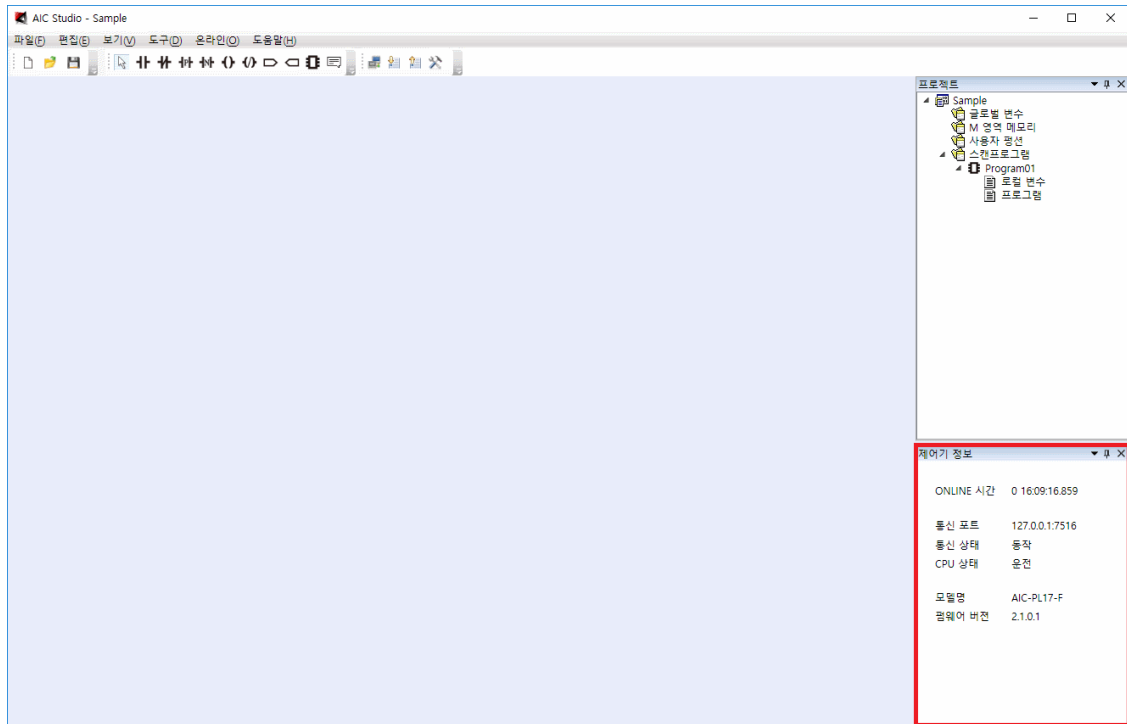 AIC Studio - Sample
파일(F) 편집(E) 보기(V) 도구(D) 온라인(O) 도움말(H)
프로젝트
Sample
글로벌 변수
M 영역 메모리
사용자 펑션
스캔프로그램
Program01
로컬 변수
프로그램
제어기 정보
ONLINE 시간 0 16:09:16.859
통신 포트 127.0.0.1:7516
통신 상태 동작
CPU 상태 운전
모델명 AIC-PL17-F
펌웨어 버젼 2.1.0.1